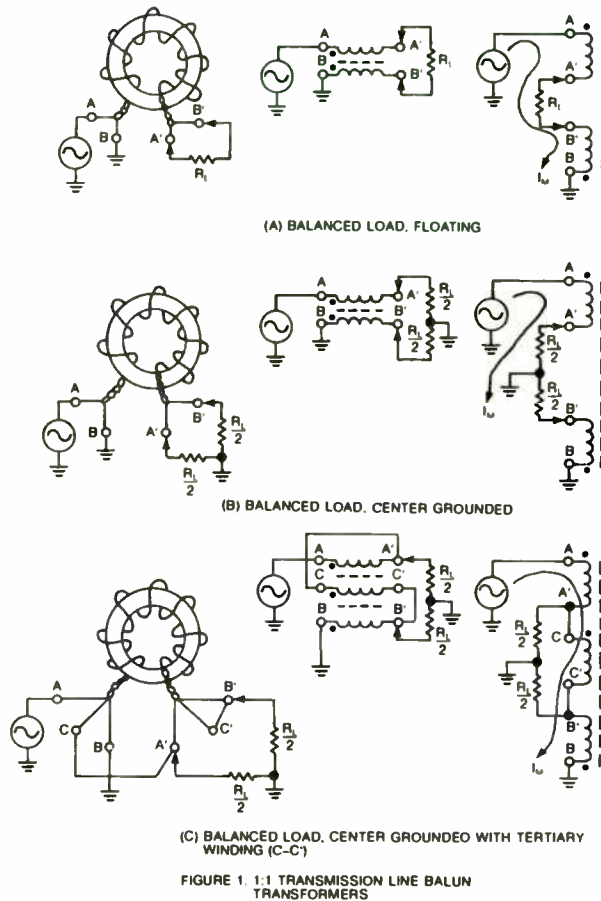 A
B
A'
B'
R_L
A
B
A'
B'
R_L
A
A'
R_L
B'
B
I_M
(A) BALANCED LOAD, FLOATING
A
B
A'
B'
R_L/2
R_L/2
A
B
A'
B'
R_L/2
R_L/2
A
A'
R_L/2
R_L/2
B'
B
I_M
(B) BALANCED LOAD, CENTER GROUNDED
A
C
B
A'
B'
C'
R_L/2
R_L/2
A
C
B
A'
C'
B'
R_L/2
R_L/2
A
A'
C
R_L/2
R_L/2
C'
B'
B
I_M
(C) BALANCED LOAD, CENTER GROUNDED WITH TERTIARY
WINDING (C-C')
FIGURE 1. 1:1 TRANSMISSION LINE BALUN
TRANSFORMERS